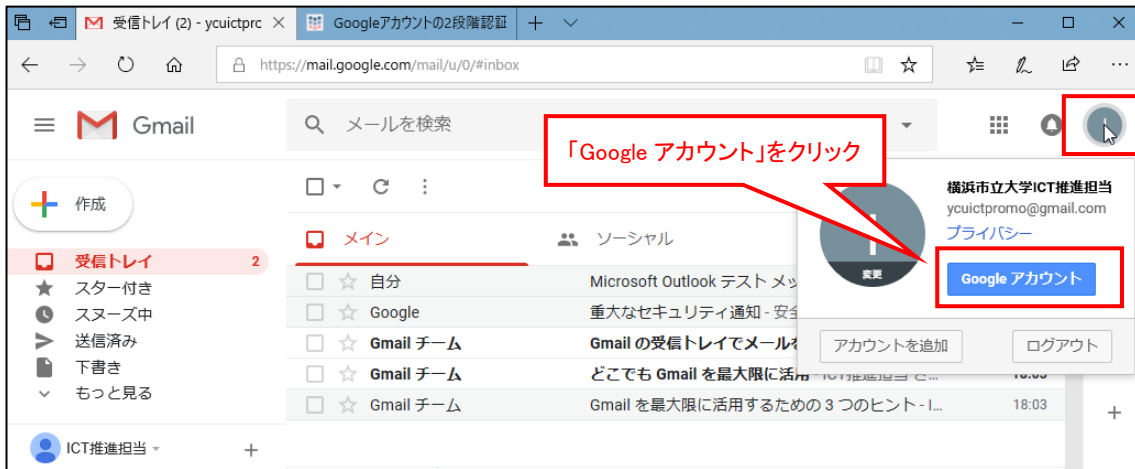 受信トレイ (2) - ycuictprc
Googleアカウントの2段階認証
https://mail.google.com/mail/u/0/#inbox
Gmail
メールを検索
「Google アカウント」をクリック
作成
横浜市立大学ICT推進担当
ycuictpromo@gmail.com
プライバシー
変更
Google アカウント
アカウントを追加
ログアウト
メイン
ソーシャル
受信トレイ 2
スター付き
スヌーズ中
送信済み
下書き
もっと見る
自分 Microsoft Outlook テスト メッ
Google 重大なセキュリティ通知 - 安全
Gmail チーム Gmail の受信トレイでメールを
Gmail チーム どこでも Gmail を最大限に活用 - ICT推進担当 さ... 18:03
Gmail チーム Gmail を最大限に活用するための 3 つのヒント - I... 18:03
ICT推進担当